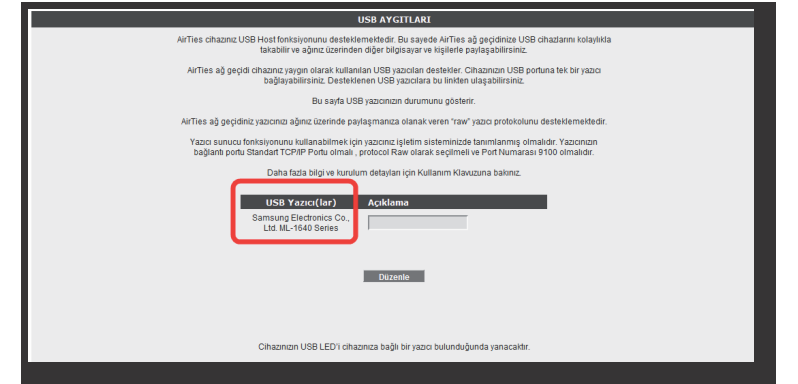 USB AYGITLARI
AirTies cihazınız USB Host fonksiyonunu desteklemektedir. Bu sayede AirTies ağ geçidinize USB cihazlarını kolaylıkla
takabilir ve ağınız üzerinden diğer bilgisayar ve kişilerle paylaşabilirsiniz.
AirTies ağ geçidi cihazınız yaygın olarak kullanılan USB yazıcıları destekler. Cihazınızın USB portuna tek bir yazıcı
bağlayabilirsiniz. Desteklenen USB yazıcılara bu linkten ulaşabilirsiniz.
Bu sayfa USB yazıcınızın durumunu gösterir.
AirTies ağ geçidiniz yazıcınızı ağınız üzerinde paylaşmanıza olanak veren "raw" yazıcı protokolunu desteklemektedir.
Yazıcı sunucu fonksiyonunu kullanabilmek için yazıcınız işletim sisteminizde tanımlanmış olmalıdır. Yazıcınızın
bağlantı portu Standart TCP/IP Portu olmalı , protocol Raw olarak seçilmeli ve Port Numarası 9100 olmalıdır.
Daha fazla bilgi ve kurulum detayları için Kullanım Klavuzuna bakınız.
USB Yazıcı(lar) Açıklama
Samsung Electronics Co.,
Ltd. ML-1640 Series
Düzenle
Cihazınızın USB LED'i cihazınıza bağlı bir yazıcı bulunduğunda yanacaktır.